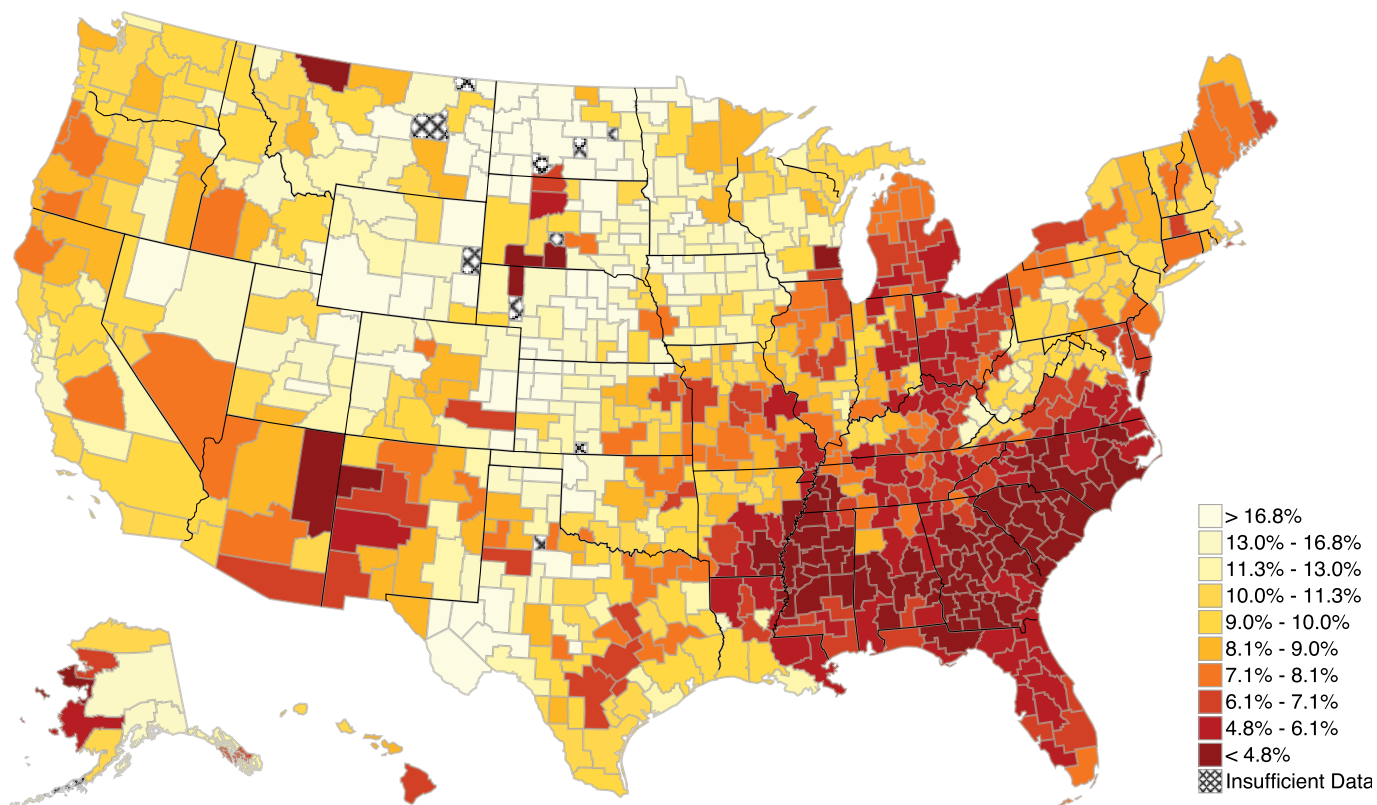 > 16.8%
13.0% - 16.8%
11.3% - 13.0%
10.0% - 11.3%
9.0% - 10.0%
8.1% - 9.0%
7.1% - 8.1%
6.1% - 7.1%
4.8% - 6.1%
< 4.8%
Insufficient Data